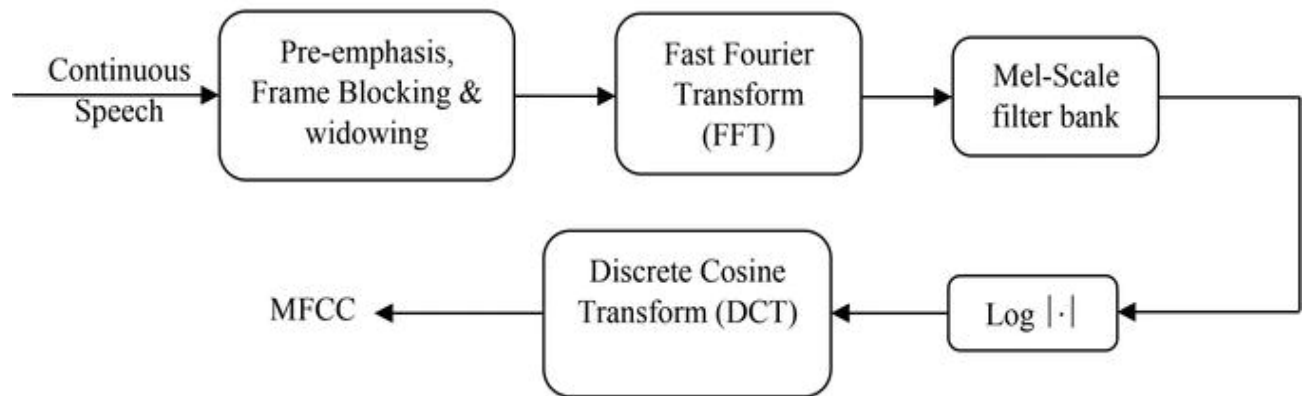 Continuous
Speech
Pre-emphasis,
Frame Blocking &
widowing
Fast Fourier
Transform
(FFT)
Mel-Scale
filter bank
Log |·|
Discrete Cosine
Transform (DCT)
MFCC